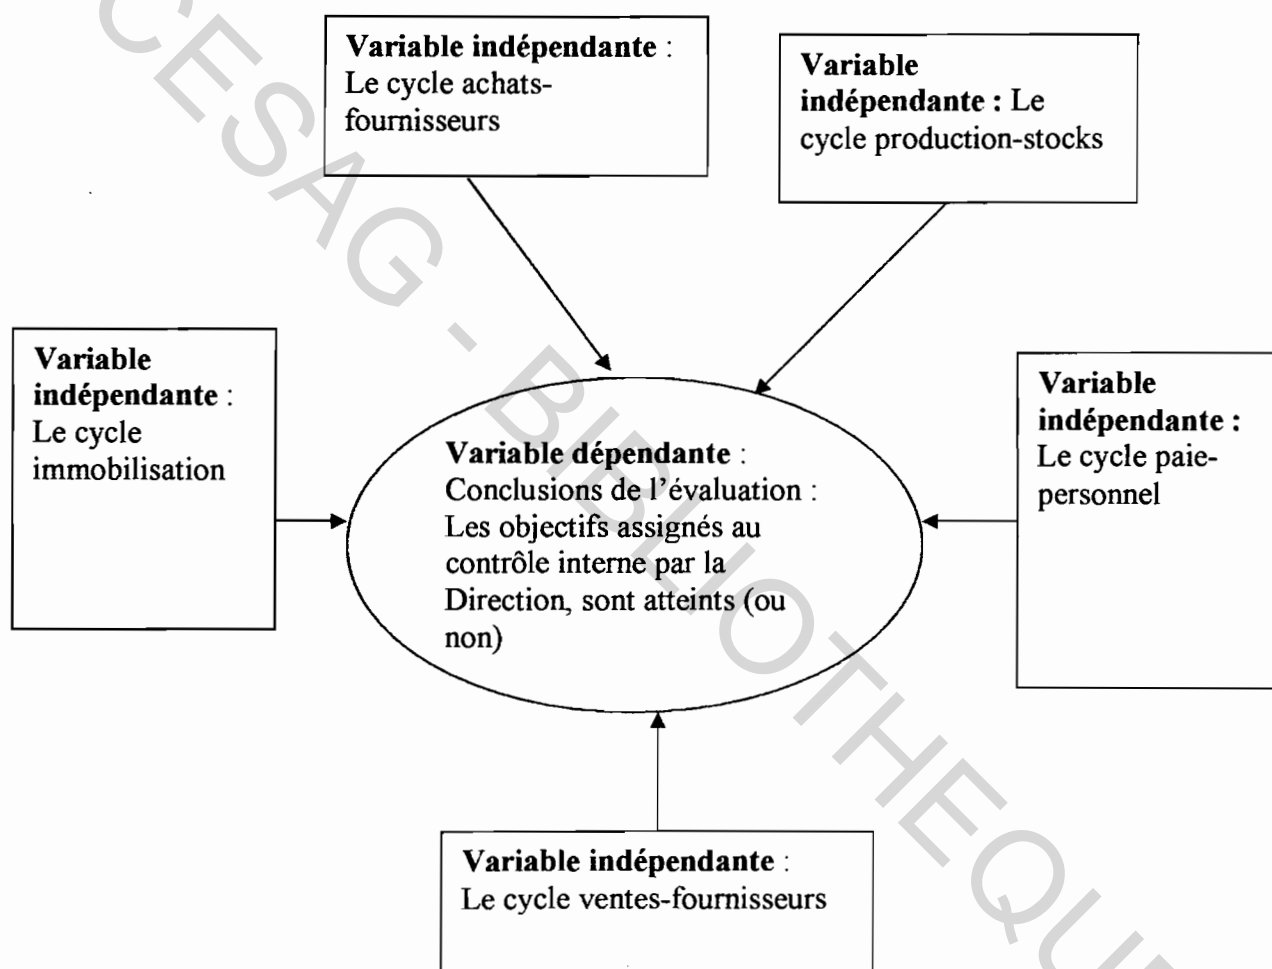 Variable indépendante :
Le cycle achats-
fournisseurs
Variable
indépendante : Le
cycle production-stocks
Variable
indépendante :
Le cycle
immobilisation
Variable
indépendante :
Le cycle paie-
personnel
Variable dépendante :
Conclusions de l'évaluation :
Les objectifs assignés au
contrôle interne par la
Direction, sont atteints (ou
non)
Variable indépendante :
Le cycle ventes-fournisseurs
CESAG - BIBLIOTHEQUE